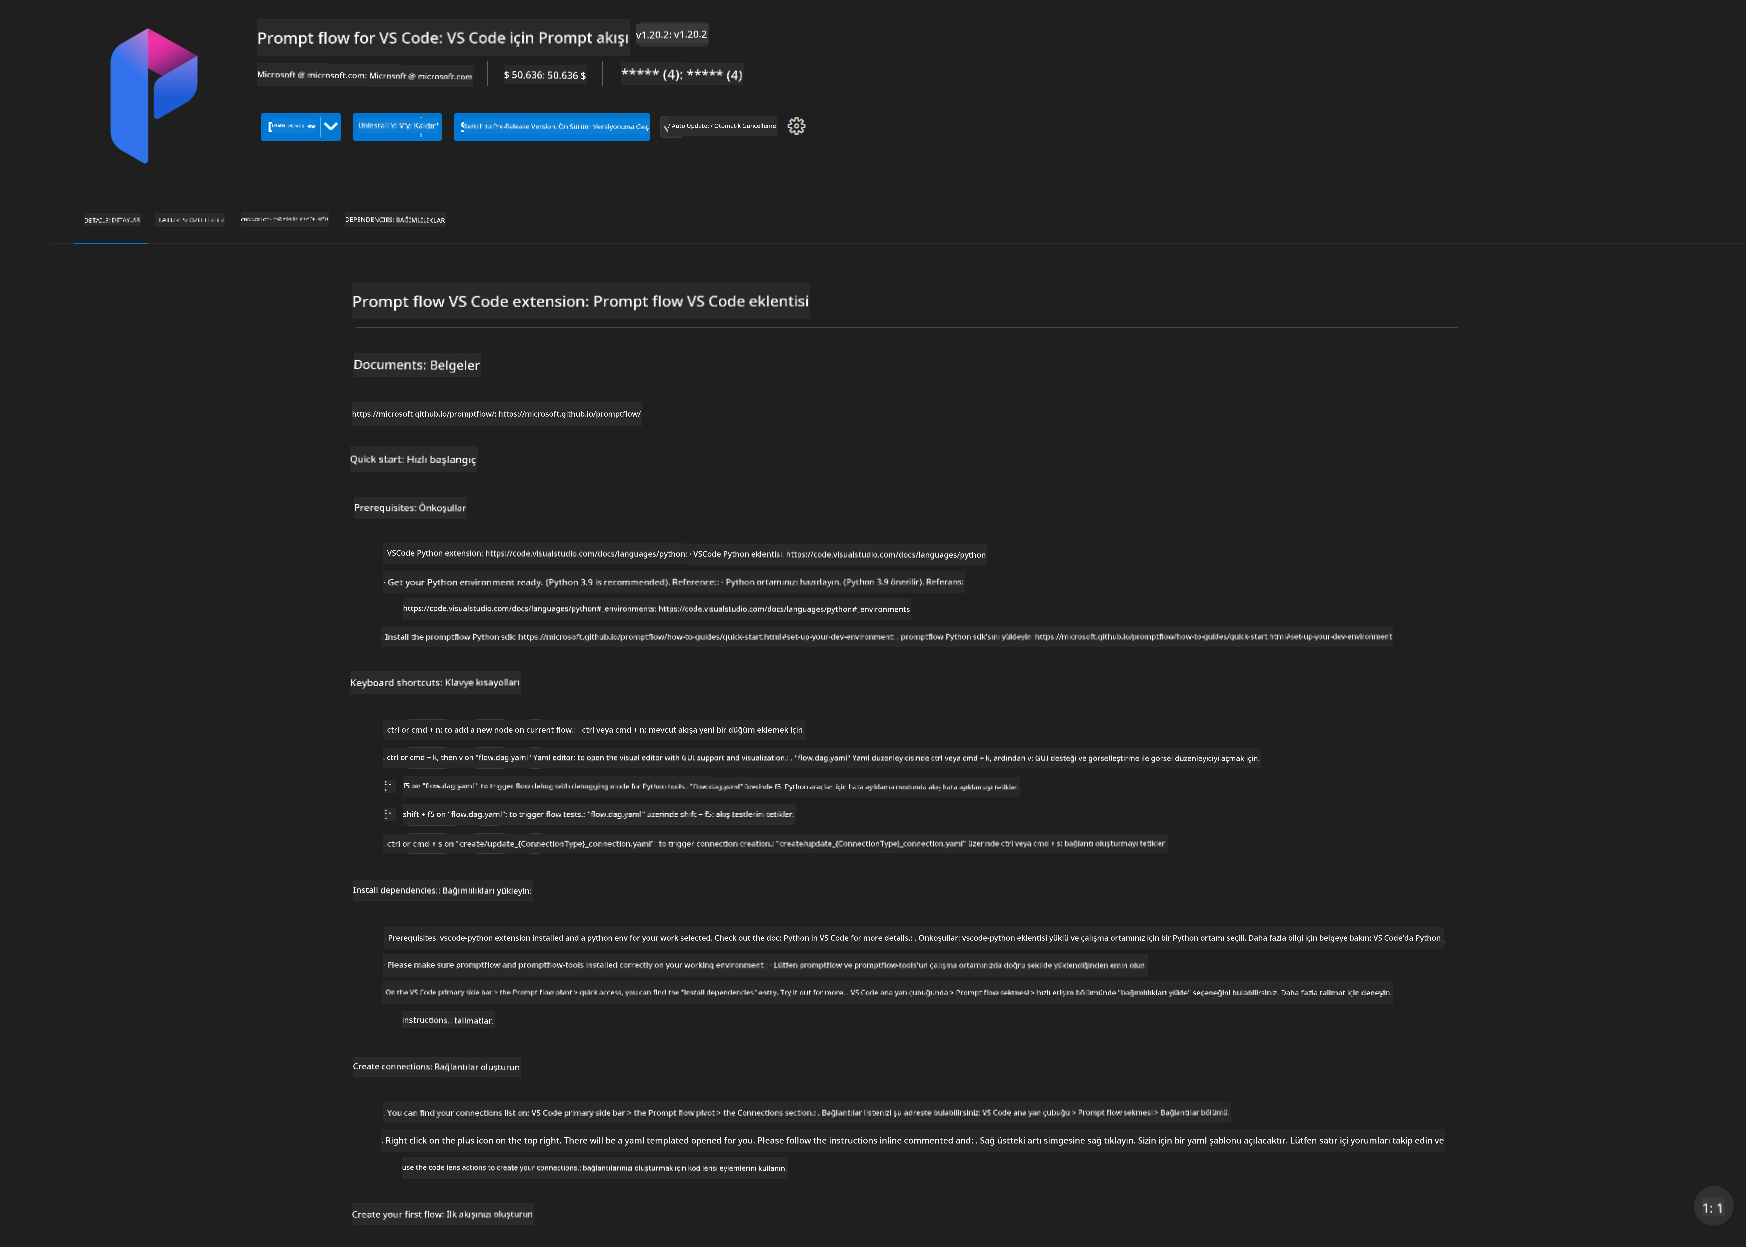 Prompt flow for VS Code: VS Code için Prompt akışı v1.20.2: v1.20.2
Microsoft @ microsoft.com: Microsoft @ microsoft.com $ 50,636: 50.636 $ ***** (4): ***** (4)
Uninstall V: V'yi Kaldır Switch to Pre-Release Version: Ön Sürüm Versiyonuna Geç Auto Update: / Otomatik Güncelleme
DETAILS: DETAYLAR DEPENDENCIES: BAĞIMLILIKLAR
Prompt flow VS Code extension: Prompt flow VS Code eklentisi
Documents: Belgeler
https://microsoft.github.io/promptflow/: https://microsoft.github.io/promptflow/
Quick start: Hızlı başlangıç
Prerequisites: Önkoşullar
VSCode Python extension: https://code.visualstudio.com/docs/languages/python: · VSCode Python eklentisi: https://code.visualstudio.com/docs/languages/python
· Get your Python environment ready. (Python 3.9 is recommended). Reference:: · Python ortamınızı hazırlayın. (Python 3.9 önerilir). Referans:
https://code.visualstudio.com/docs/languages/python#_environments: https://code.visualstudio.com/docs/languages/python#_environments
Install the promptflow Python sdk: https://microsoft.github.io/promptflow/how-to-guides/quick-start.html#set-up-your-dev-environment: . promptflow Python sdk'sını yükleyin: https://microsoft.github.io/promptflow/how-to-guides/quick-start.html#set-up-your-dev-environment
Keyboard shortcuts: Klavye kısayolları
ctrl or cmd + n: to add a new node on current flow.: . ctrl veya cmd + n: mevcut akışa yeni bir düğüm eklemek için
. ctrl or cmd + k, then v on "flow.dag.yaml" Yaml editor: to open the visual editor with GUI support and visualization.: . "flow.dag.yaml" Yaml düzenleyicisinde ctrl veya cmd + k, ardından v: GUI desteği ve görselleştirme ile görsel düzenleyiciyi açmak için.
f5 on "flow.dag.yaml": to trigger flow debug with debugging mode for Python tools.: "flow.dag.yaml" üzerinde f5: Python araçları için hata ayıklama modunda akış hata ayıklamayı tetikler.
shift + f5 on "flow.dag.yaml": to trigger flow tests.: "flow.dag.yaml" üzerinde shift + f5: akış testlerini tetikler.
ctrl or cmd + s on "create/update_{ConnectionType}_connection.yaml": to trigger connection creation.: "create/update_{ConnectionType}_connection.yaml" üzerinde ctrl veya cmd + s: bağlantı oluşturmayı tetikler
Install dependencies:: Bağımlılıkları yükleyin:
Prerequisites: vscode-python extension installed and a python env for your work selected. Check out the doc: Python in VS Code for more details.: . Önkoşullar: vscode-python eklentisi yüklü ve çalışma ortamınız için bir Python ortamı seçili. Daha fazla bilgi için belgeye bakın: VS Code'da Python .
· Please make sure promptflow and promptflow-tools installed correctly on your working environment : · Lütfen promptflow ve promptflow-tools'un çalışma ortamınızda doğru şekilde yüklendiğinden emin olun
On the VS Code primary side bar > the Prompt flow pivot > quick access, you can find the "install dependencies" entry. Try it out for more: . VS Code ana yan çubuğunda > Prompt flow sekmesi > hızlı erişim bölümünde "bağımlılıkları yükle" seçeneğini bulabilirsiniz. Daha fazla talimat için deneyin.
instructions.: talimatlar.
Create connections: Bağlantılar oluşturun
. You can find your connections list on: VS Code primary side bar > the Prompt flow pivot > the Connections section.: . Bağlantılar listenizi şu adreste bulabilirsiniz: VS Code ana yan çubuğu > Prompt flow sekmesi > Bağlantılar bölümü.
. Right click on the plus icon on the top right. There will be a yaml templated opened for you. Please follow the instructions inline commented and: . Sağ üstteki artı simgesine sağ tıklayın. Sizin için bir yaml şablonu açılacaktır. Lütfen satır içi yorumları takip edin ve
use the code lens actions to create your connections.: bağlantılarınızı oluşturmak için kod lensi eylemlerini kullanın.
Create your first flow: İlk akışınızı oluşturun
1: 1